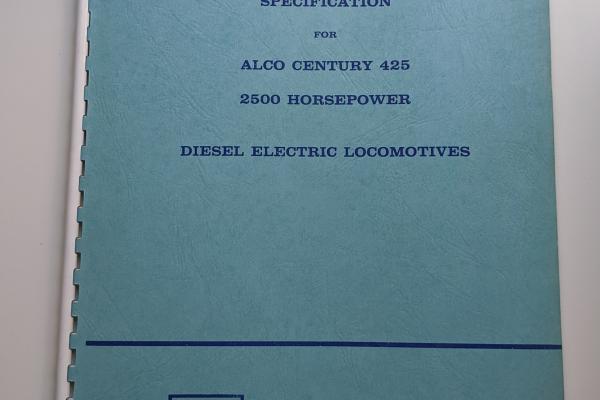 SPECIFICATION
FOR
ALCO CENTURY 425
2500 HORSEPOWER
DIESEL ELECTRIC LOCOMOTIVES